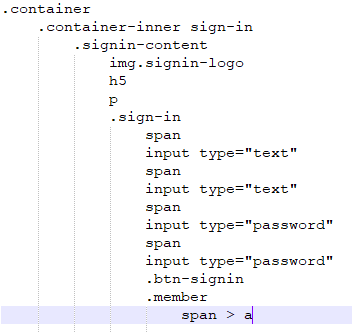 .container
.container-inner sign-in
.signin-content
img.signin-logo
h5
p
.sign-in
span
input type="text"
span
input type="text"
span
input type="password"
span
input type="password"
.btn-signin
.member
span > a